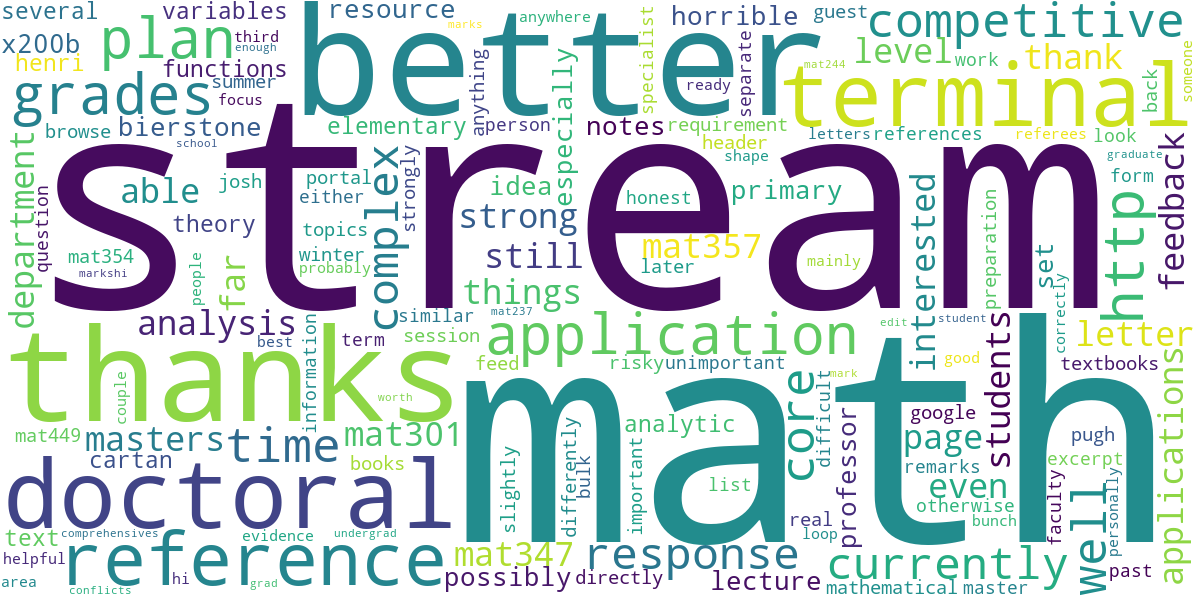 several
variables
resource
anywhere
guest
competitive
x200b
plan
third
enough
better
marks
horrible
specialist
henri
functions
summer
focus
grades
anything
ready
separate
mat244
level
work
thank
back
someone
terminal
browse
bierstone
school
elementary
person
especially
notes
requirement
header
shape
letters
references
referees
look
graduate
form
department
question
able
josh
portal
either
complex
strongly
idea
honest
primary
feedback
stream
theory
topics
strong
mat354
markshi
people
far
winter
probably
still
mat357
later
mainly
interested
preparation
set
http
things
analysis
best
term
information
similar
session
mat237
application
edit
student
students
correctly
letter
thanks
couple
worth
feed
risky
unimportant
mark
good
textbooks
math
mat449
masters
time
mat301
analytic
core
difficult
google
page
pugh
applications
cartan
books
slightly
differently
bulk
important
list
professor
remarks
excerpt
doctoral
even
otherwise
bunch
faculty
well
personally
text
comprehensives
evidence
undergrad
real
loop
helpful
reference
hi
mat347
response
currently
past
area
conflicts
grad
possibly
directly
lecture
mathematical
master